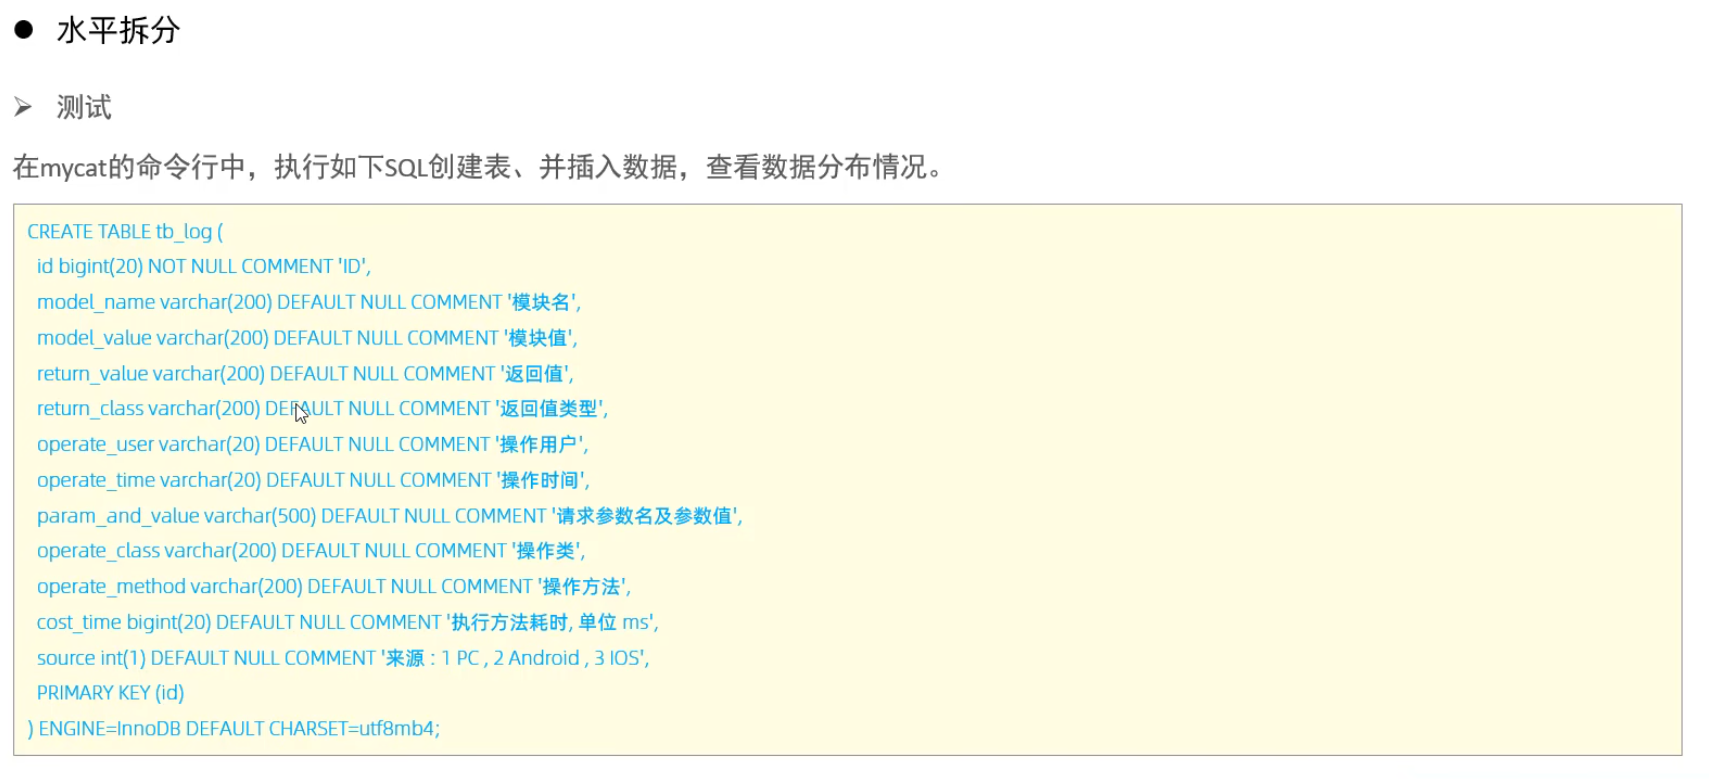 ● 水平拆分
➢ 测试
在mycat的命令行中，执行如下SQL创建表、并插入数据，查看数据分布情况。
CREATE TABLE tb_log (
id bigint(20) NOT NULL COMMENT 'ID',
model_name varchar(200) DEFAULT NULL COMMENT '模块名',
model_value varchar(200) DEFAULT NULL COMMENT '模块值',
return_value varchar(200) DEFAULT NULL COMMENT '返回值',
return_class varchar(200) DEFAULT NULL COMMENT '返回值类型',
operate_user varchar(20) DEFAULT NULL COMMENT '操作用户',
operate_time varchar(20) DEFAULT NULL COMMENT '操作时间',
param_and_value varchar(500) DEFAULT NULL COMMENT '请求参数名及参数值',
operate_class varchar(200) DEFAULT NULL COMMENT '操作类',
operate_method varchar(200) DEFAULT NULL COMMENT '操作方法',
cost_time bigint(20) DEFAULT NULL COMMENT '执行方法耗时, 单位 ms',
source int(1) DEFAULT NULL COMMENT '来源 : 1 PC , 2 Android , 3 IOS',
PRIMARY KEY (id)
) ENGINE=InnoDB DEFAULT CHARSET=utf8mb4;